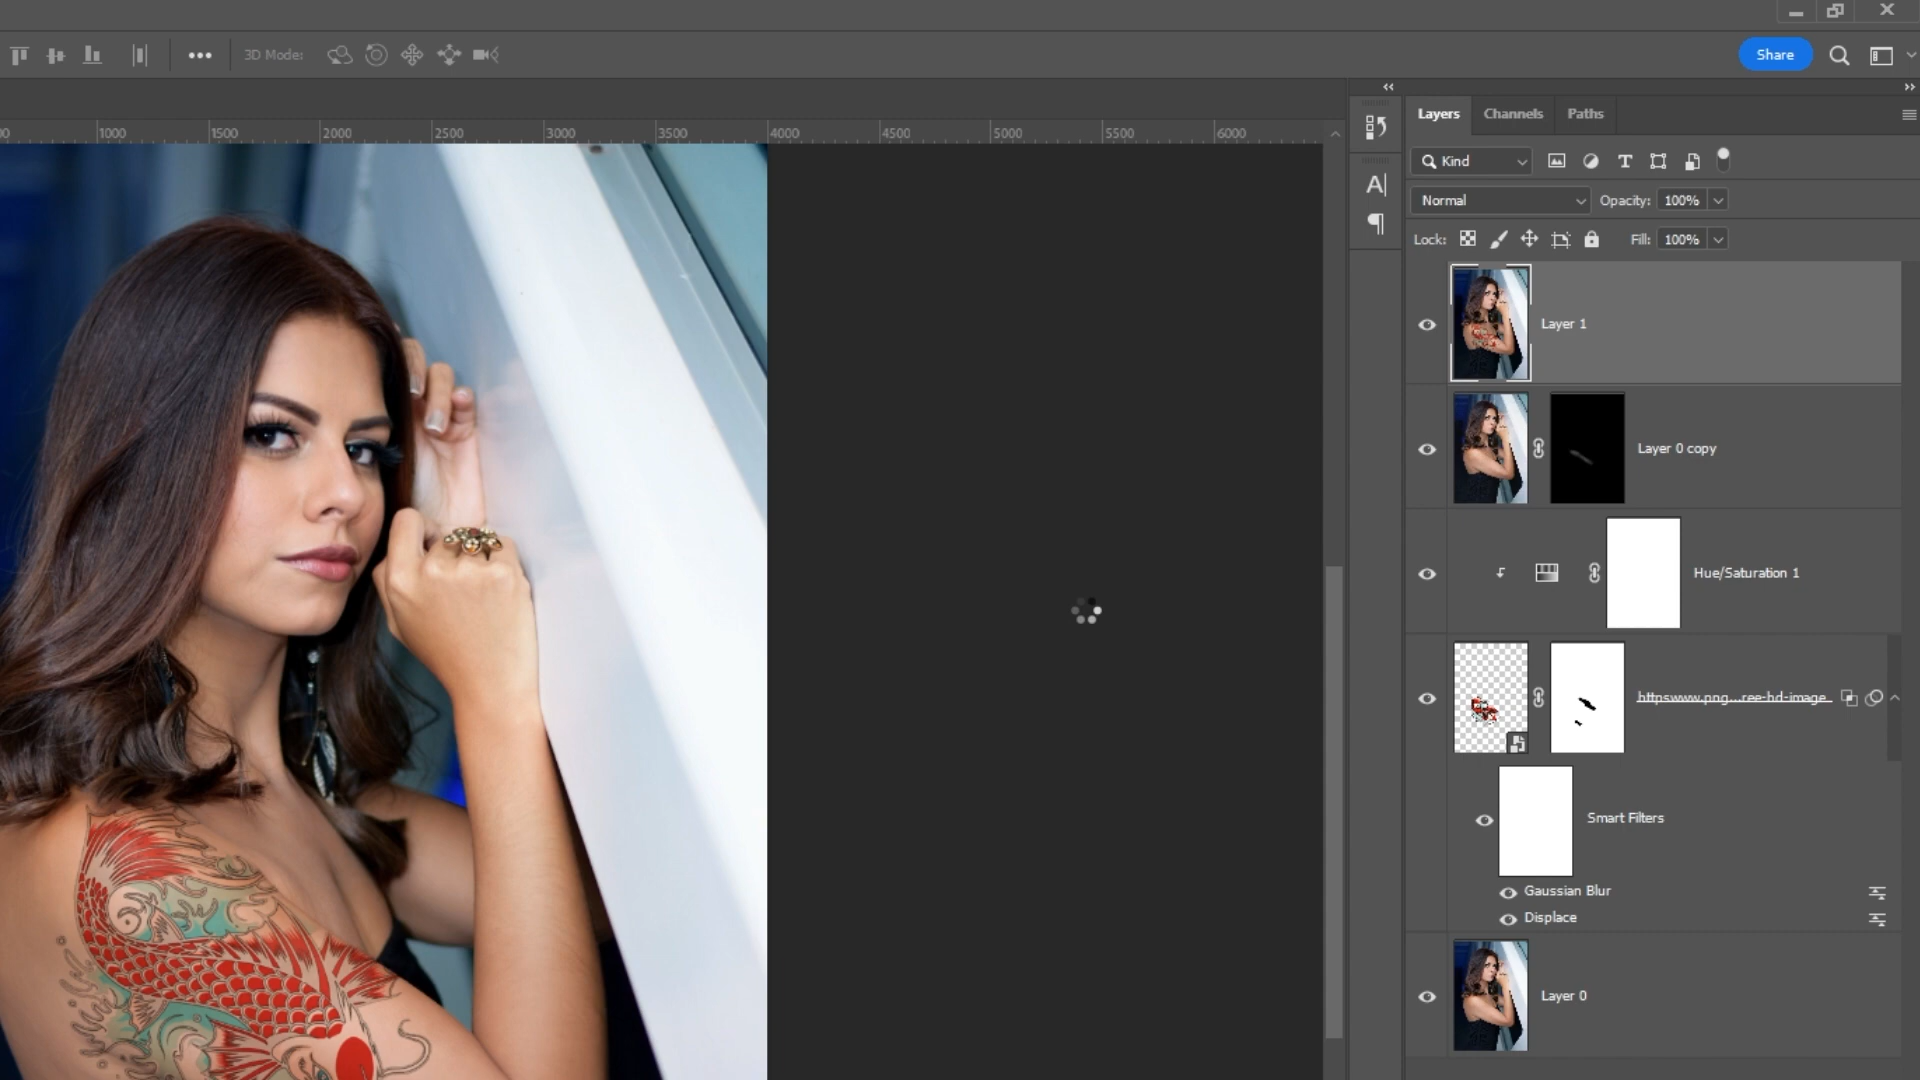 3D Mode:
Share
1000 1500 2000 2500 3000 3500 4000 4500 5000 5500 6000
Layers Channels Paths
Kind
Normal Opacity: 100%
Lock: Fill: 100%
Layer 1
Layer 0 copy
Hue/Saturation 1
httpswww.png...ree-hd-image
Smart Filters
Gaussian Blur
Displace
Layer 0